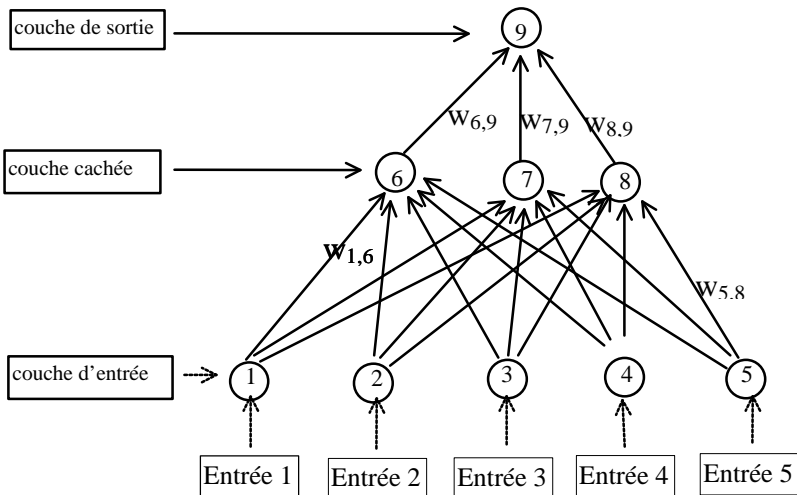 couche de sortie
9
w6,9
w7,9
w8,9
couche cachée
6
7
8
w1,6
w5,8
couche d'entrée
1
2
3
4
5
Entrée 1
Entrée 2
Entrée 3
Entrée 4
Entrée 5